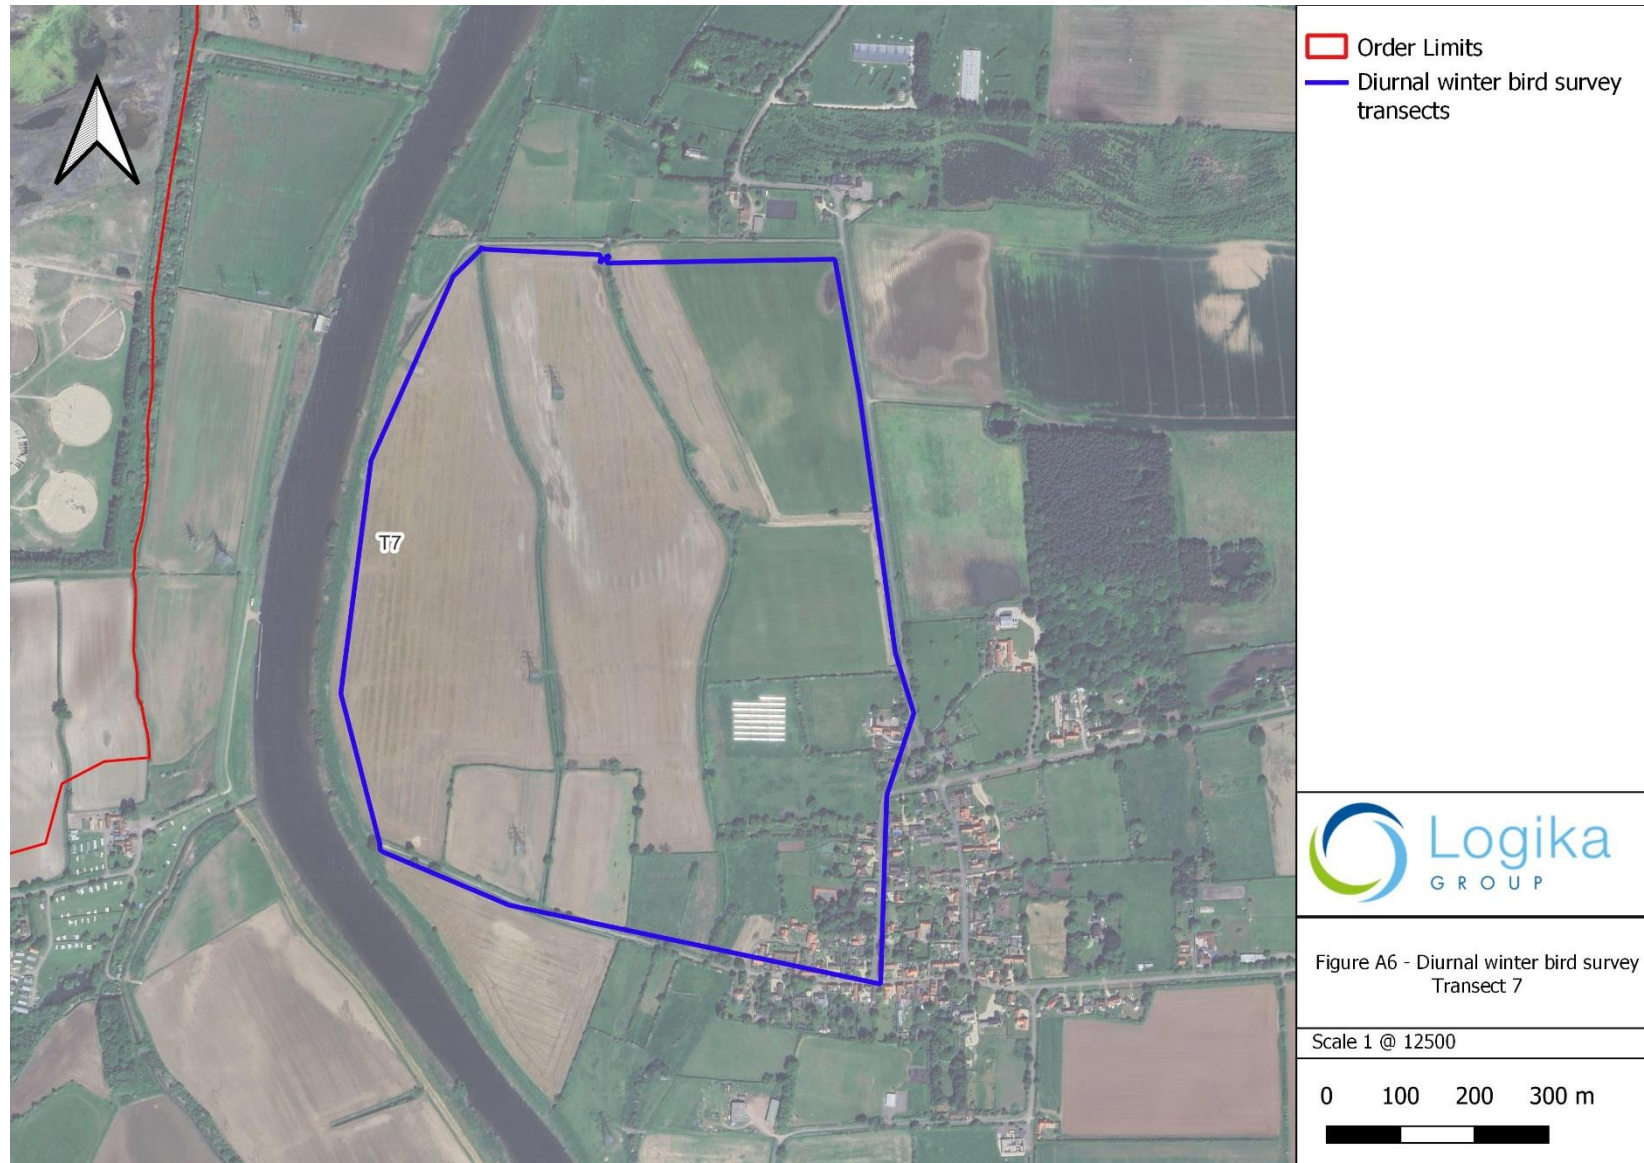 Order Limits
Diurnal winter bird survey
transects
T7
Logika
GROUP
Figure A6 - Diurnal winter bird survey
Transect 7
Scale 1 @ 12500
0 100 200 300 m